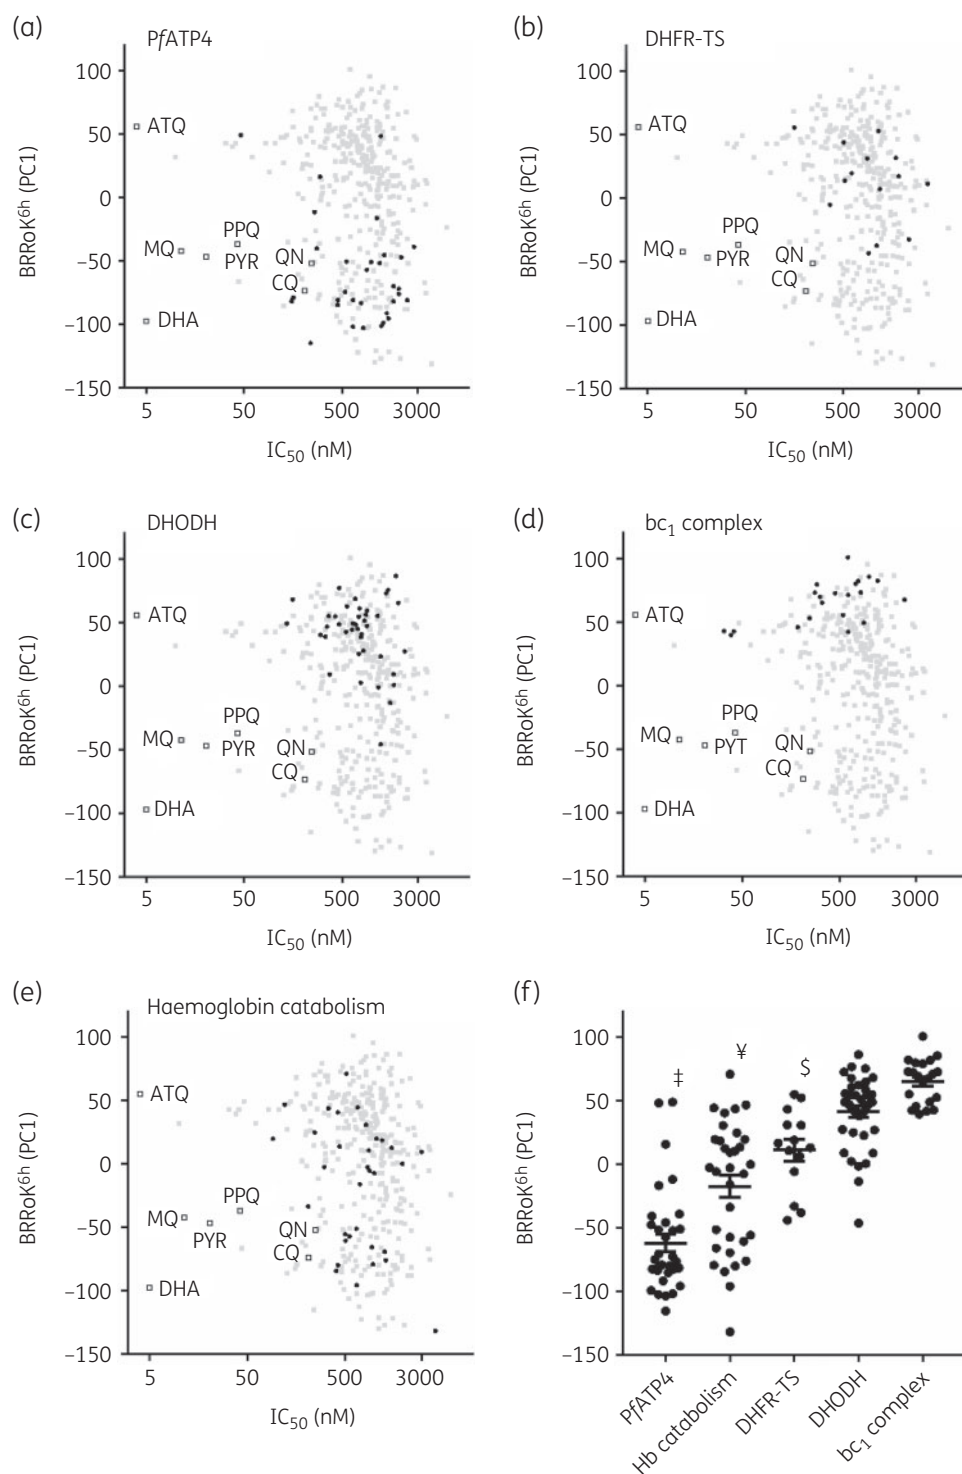 (a)
PfATP4
BRRoK6h (PC1)
100
50
0
–50
–100
–150
ATQ
MQ
PPQ
PYR
QN
CQ
DHA
5
50
500
3000
IC50 (nM)
(b)
DHFR-TS
BRRoK6h (PC1)
100
50
0
–50
–100
–150
ATQ
MQ
PPQ
PYR
QN
CQ
DHA
5
50
500
3000
IC50 (nM)
(c)
DHODH
BRRoK6h (PC1)
100
50
0
–50
–100
–150
ATQ
MQ
PPQ
PYR
QN
CQ
DHA
5
50
500
3000
IC50 (nM)
(d)
bc1 complex
BRRoK6h (PC1)
100
50
0
–50
–100
–150
ATQ
MQ
PPQ
PYT
QN
CQ
DHA
5
50
500
3000
IC50 (nM)
(e)
Haemoglobin catabolism
BRRoK6h (PC1)
100
50
0
–50
–100
–150
ATQ
MQ
PPQ
PYR
QN
CQ
DHA
5
50
500
3000
IC50 (nM)
(f)
BRRoK6h (PC1)
100
50
0
–50
–100
–150
‡
¥
$
PfATP4
Hb catabolism
DHFR-TS
DHODH
bc1 complex